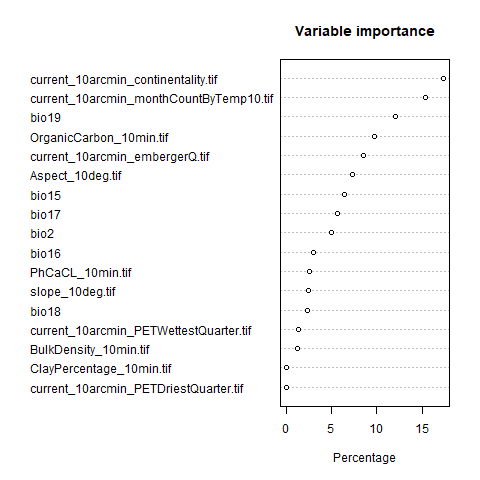 Variable importance
current_10arcmin_continentality.tif
current_10arcmin_monthCountByTemp10.tif
bio19
OrganicCarbon_10min.tif
current_10arcmin_embergerQ.tif
Aspect_10deg.tif
bio15
bio17
bio2
bio16
PhCaCL_10min.tif
slope_10deg.tif
bio18
current_10arcmin_PETWettestQuarter.tif
BulkDensity_10min.tif
ClayPercentage_10min.tif
current_10arcmin_PETDriestQuarter.tif
0 5 10 15
Percentage